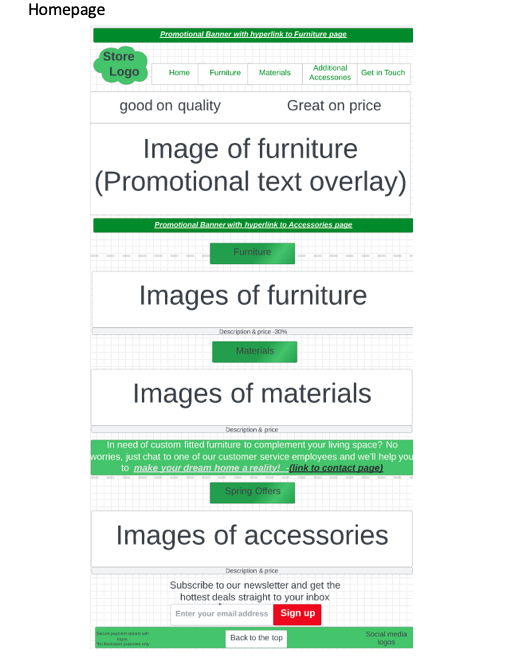 Homepage
Promotional Banner with hyperlink to Furniture page
Store
Logo
Home
Furniture
Materials
Additional
Accessories
Get in Touch
good on quality
Great on price
Image of furniture
(Promotional text overlay)
Promotional Banner with hyperlink to Accessories page
Furniture
Images of furniture
Description & price -30%
Materials
Images of materials
Description & price
In need of custom fitted furniture to complement your living space? No
worries, just chat to one of our customer service employees and we'll help you
to make your dream home a reality! -(link to contact page)
Spring Offers
Images of accessories
Description & price
Subscribe to our newsletter and get the
hottest deals straight to your inbox
Enter your email address
Sign up
Secure payment options with
logos
Back to the top
Social media
logos